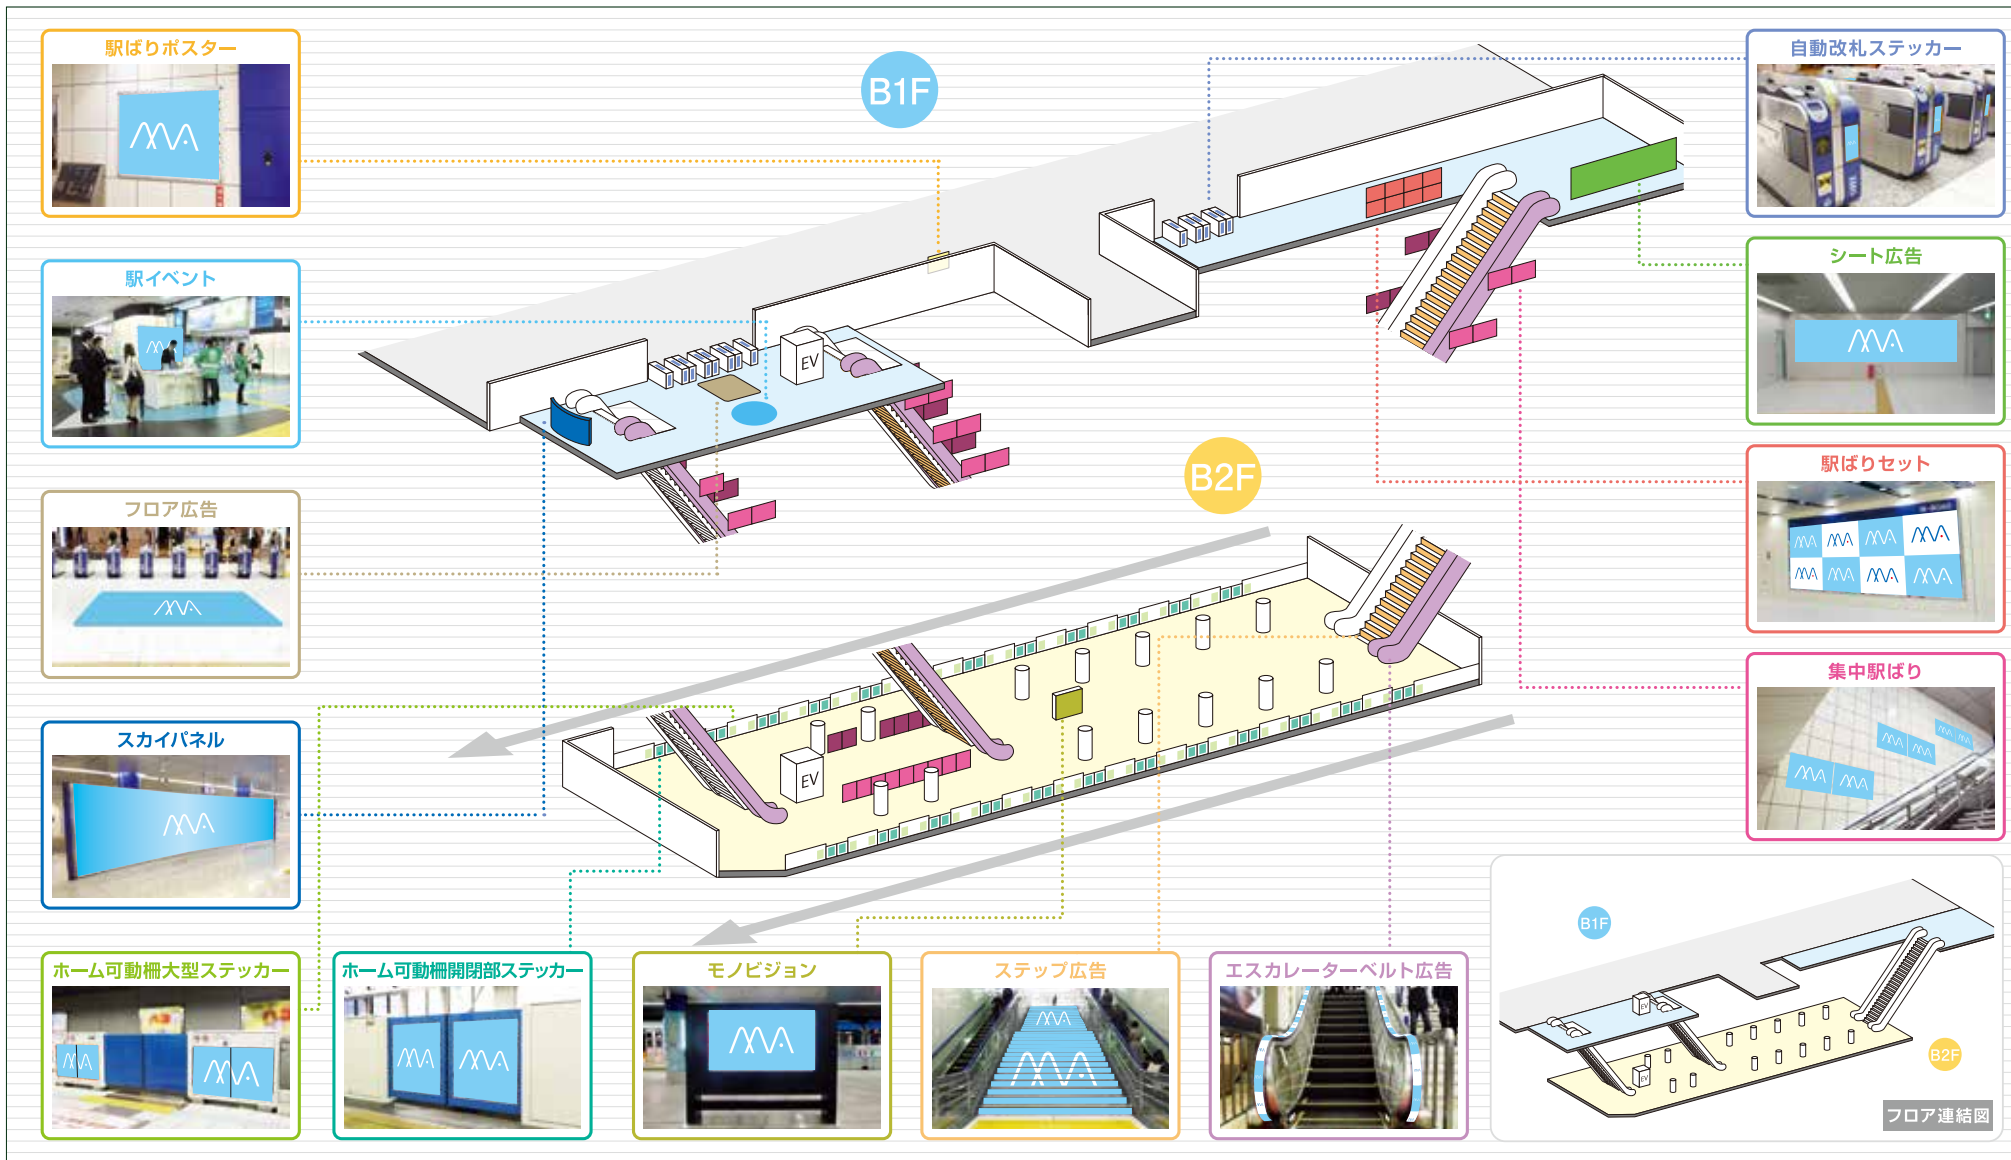 駅ばりポスター
B1F
自動改札ステッカー
駅イベント
シート広告
EV
フロア広告
B2F
駅ばりセット
集中駅ばり
スカイパネル
EV
ホーム可動柵大型ステッカー
ホーム可動柵開閉部ステッカー
モノビジョン
ステップ広告
エスカレーターベルト広告
B1F
EV
B2F
EV
フロア連結図